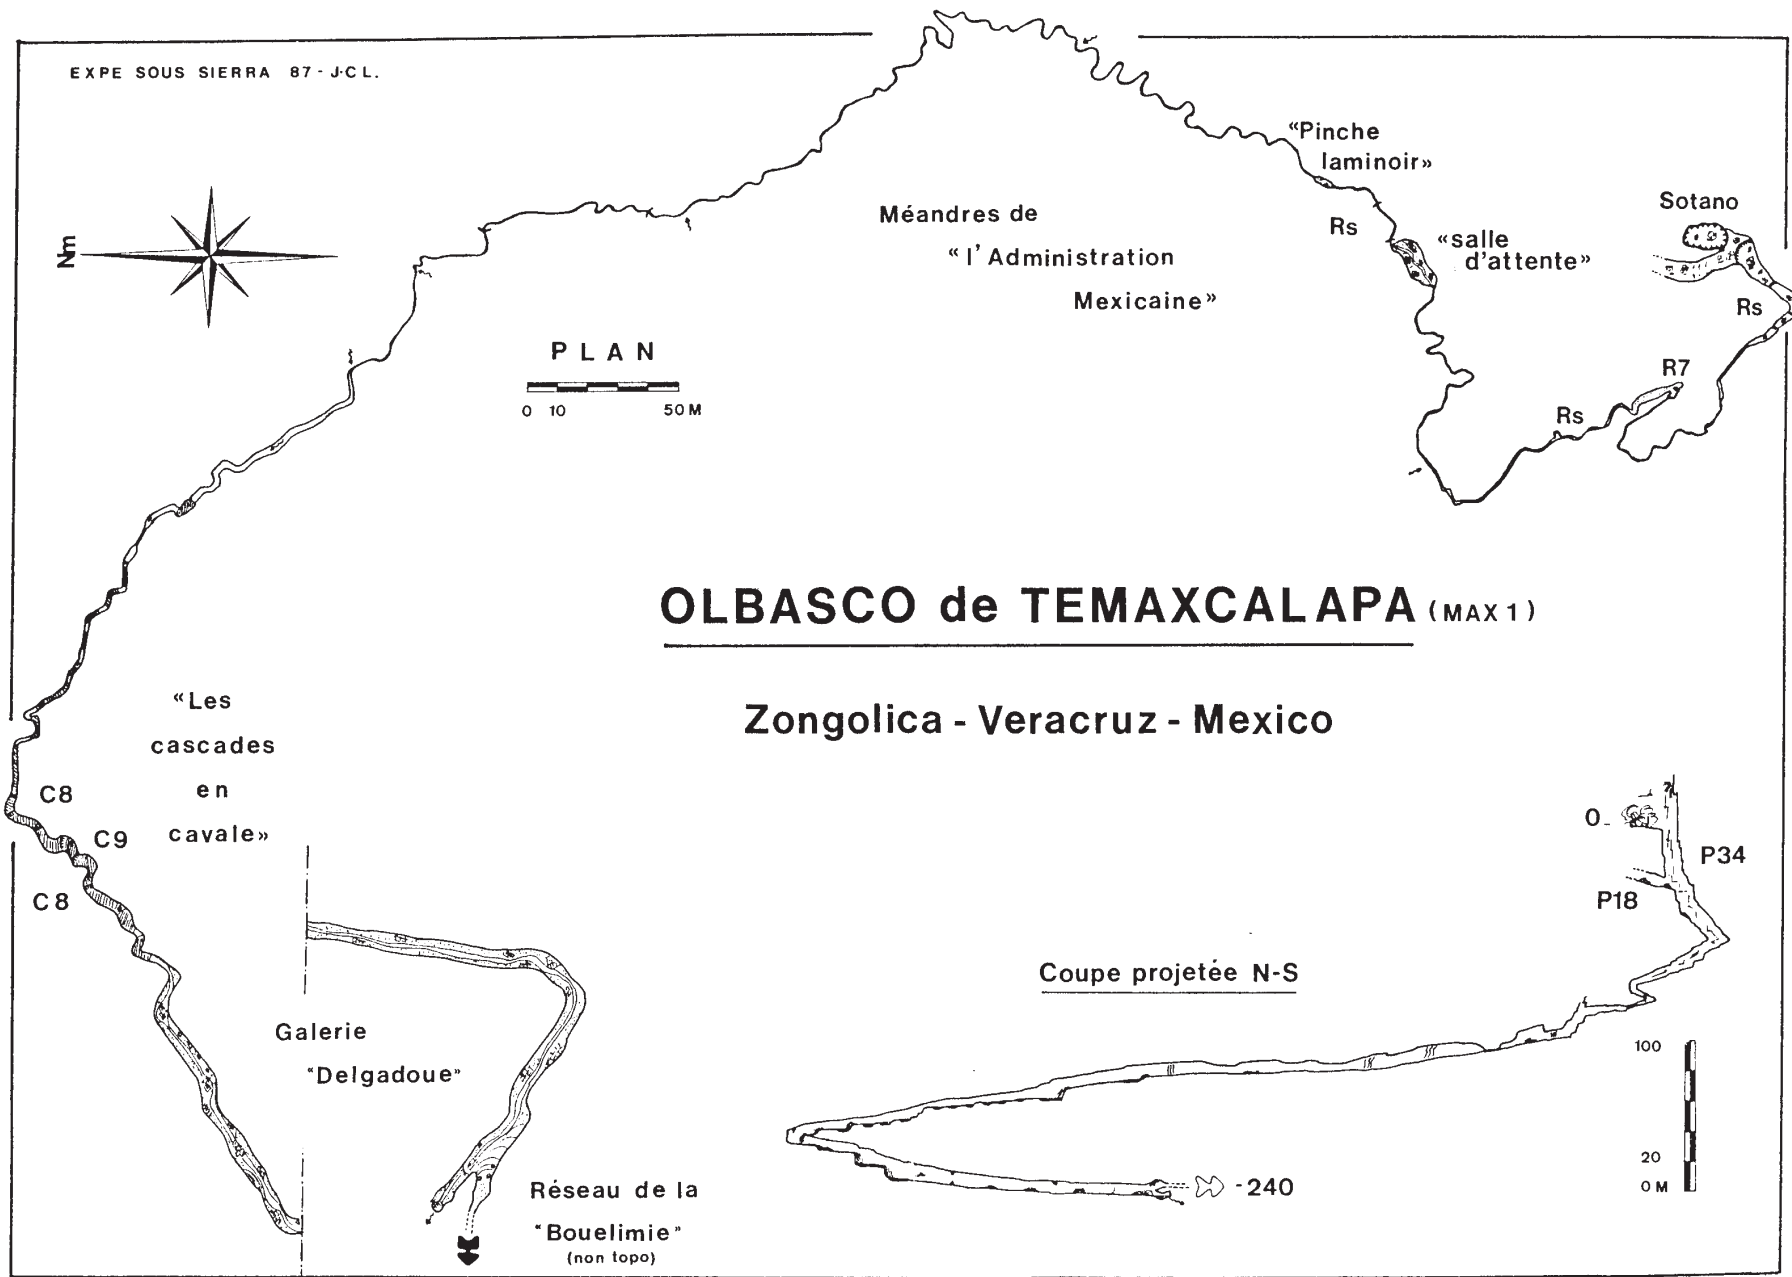 EXPE SOUS SIERRA 87 - J.C L.
Nm
«Pinche
laminoir»
Sotano
Méandres de
«l'Administration
Mexicaine»
Rs
«salle
d'attente»
Rs
PLAN
0 10 50 M
R7
Rs
OLBASCO de TEMAXCALAPA (MAX 1)
Zongolica - Veracruz - Mexico
«Les
cascades
en
cavale»
C8
C9
C8
0
P34
P18
Coupe projetée N-S
Galerie
"Delgadoue"
100
20
0 M
-240
Réseau de la
"Bouelimie"
(non topo)